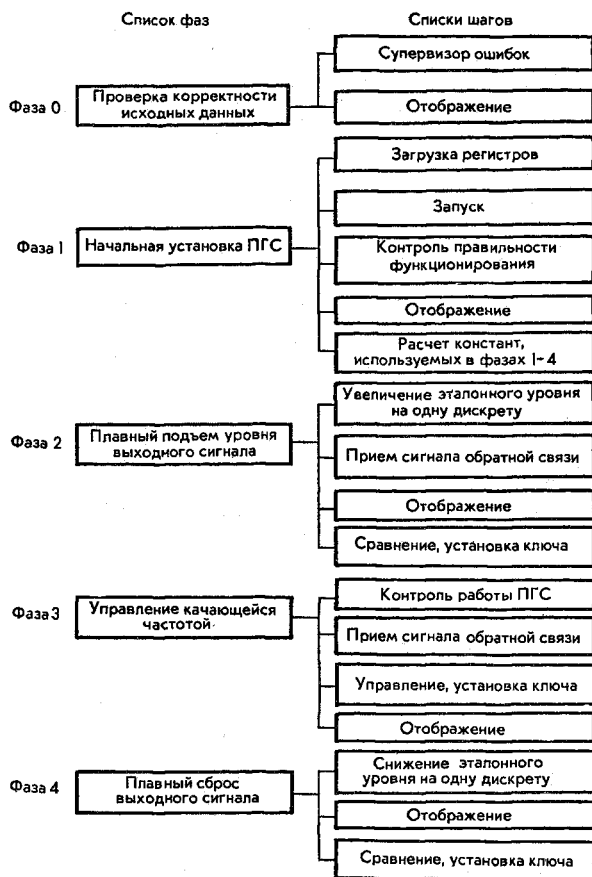 Список фаз
Списки шагов
Супервизор ошибок
Фаза 0
Проверка корректности
исходных данных
Отображение
Загрузка регистров
Запуск
Фаза 1
Начальная установка ПГС
Контроль правильности
функционирования
Отображение
Расчет констант,
используемых в фазах 1-4
Увеличение эталонного уровня
на одну дискрету
Фаза 2
Плавный подъем уровня
выходного сигнала
Прием сигнала обратной связи
Отображение
Сравнение, установка ключа
Контроль работы ПГС
Фаза 3
Управление качающейся
частотой
Прием сигнала обратной связи
Управление, установка ключа
Отображение
Снижение эталонного
уровня на одну дискрету
Фаза 4
Плавный сброс
выходного сигнала
Отображение
Сравнение, установка ключа